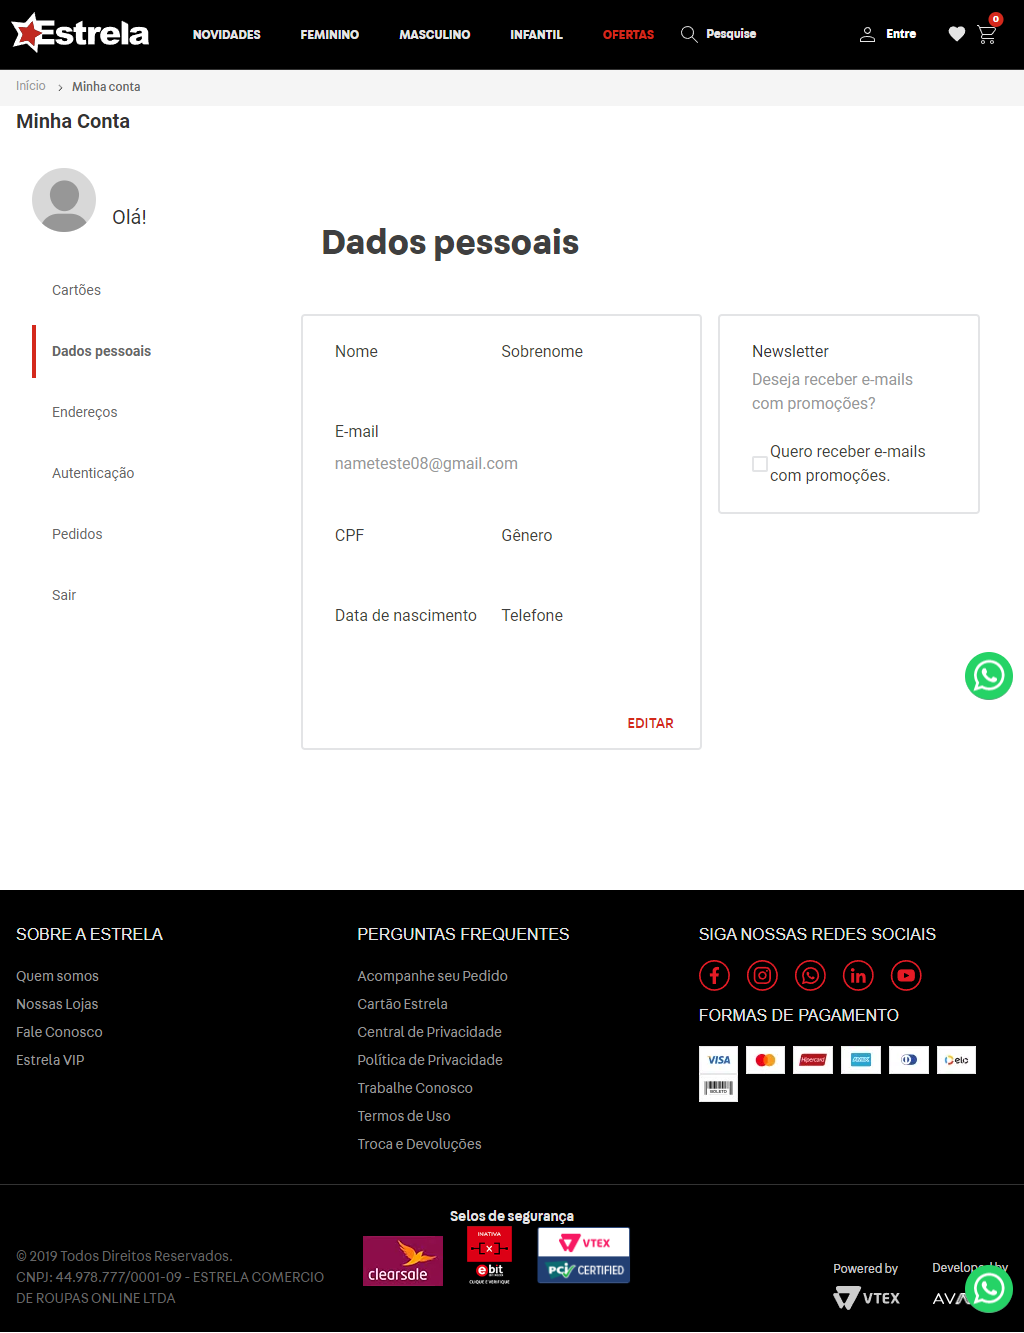 Estrela
NOVIDADES
FEMININO
MASCULINO
INFANTIL
OFERTAS
Pesquise
Entre
0
Início
Minha conta
Minha Conta
Olá!
Dados pessoais
Cartões
Dados pessoais
Endereços
Autenticação
Pedidos
Sair
Nome
Sobrenome
E-mail
nameteste08@gmail.com
CPF
Gênero
Data de nascimento
Telefone
EDITAR
Newsletter
Deseja receber e-mails
com promoções?
Quero receber e-mails
com promoções.
SOBRE A ESTRELA
Quem somos
Nossas Lojas
Fale Conosco
Estrela VIP
PERGUNTAS FREQUENTES
Acompanhe seu Pedido
Cartão Estrela
Central de Privacidade
Política de Privacidade
Trabalhe Conosco
Termos de Uso
Troca e Devoluções
SIGA NOSSAS REDES SOCIAIS
FORMAS DE PAGAMENTO
VISA
Hipercard
elo
BOLETO
Selos de segurança
clearsale
INATIVA
X
e bit
CLIQUE E VERIFIQUE
VTEX
PCI CERTIFIED
© 2019 Todos Direitos Reservados.
CNPJ: 44.978.777/0001-09 - ESTRELA COMERCIO
DE ROUPAS ONLINE LTDA
Powered by
VTEX
Developed by